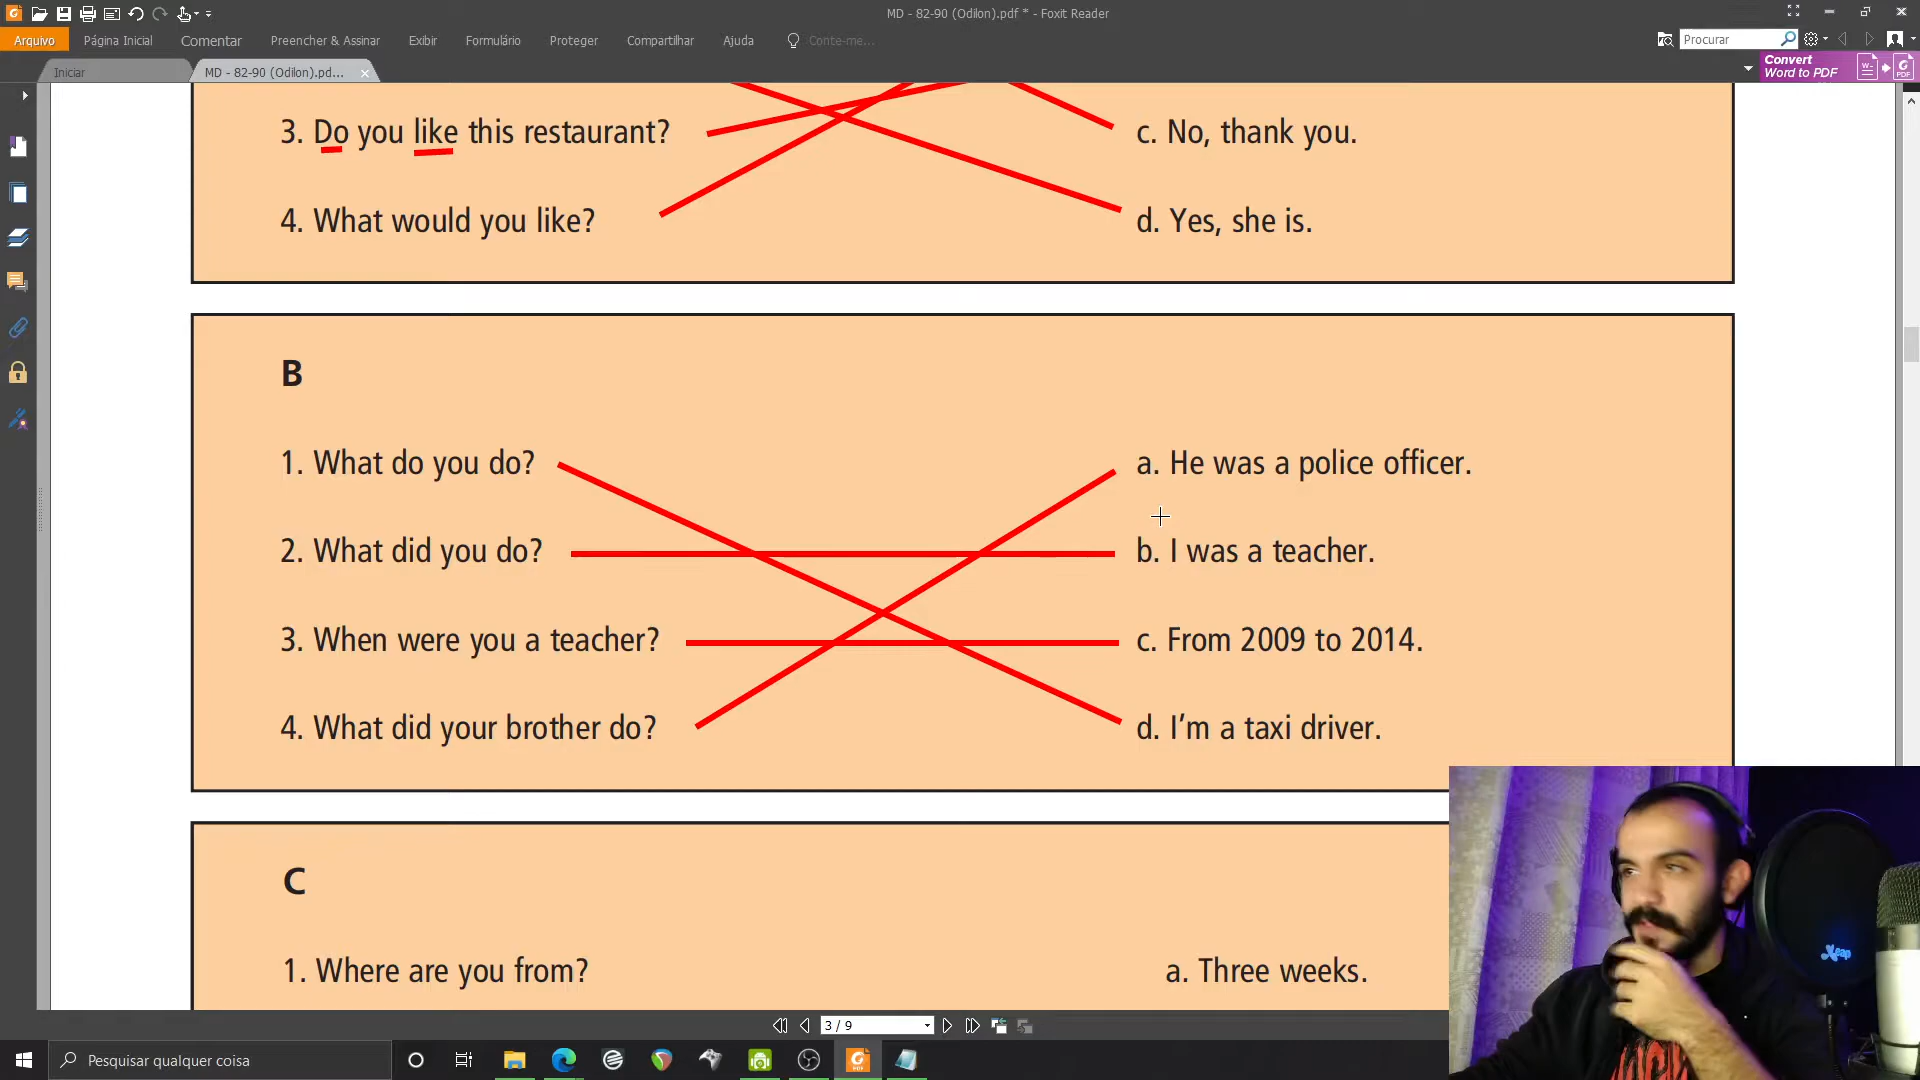 MD - 82-90 (Odilon).pdf * - Foxit Reader
Arquivo Página Inicial Comentar Preencher & Assinar Exibir Formulário Proteger Compartilhar Ajuda Conte-me... Procurar
Iniciar MD - 82-90 (Odilon).pd...
Convert
Word to PDF
3. Do you like this restaurant? c. No, thank you.
4. What would you like? d. Yes, she is.
B
1. What do you do? a. He was a police officer.
2. What did you do? b. I was a teacher.
3. When were you a teacher? c. From 2009 to 2014.
4. What did your brother do? d. I'm a taxi driver.
C
1. Where are you from? a. Three weeks.
3 / 9
Pesquisar qualquer coisa